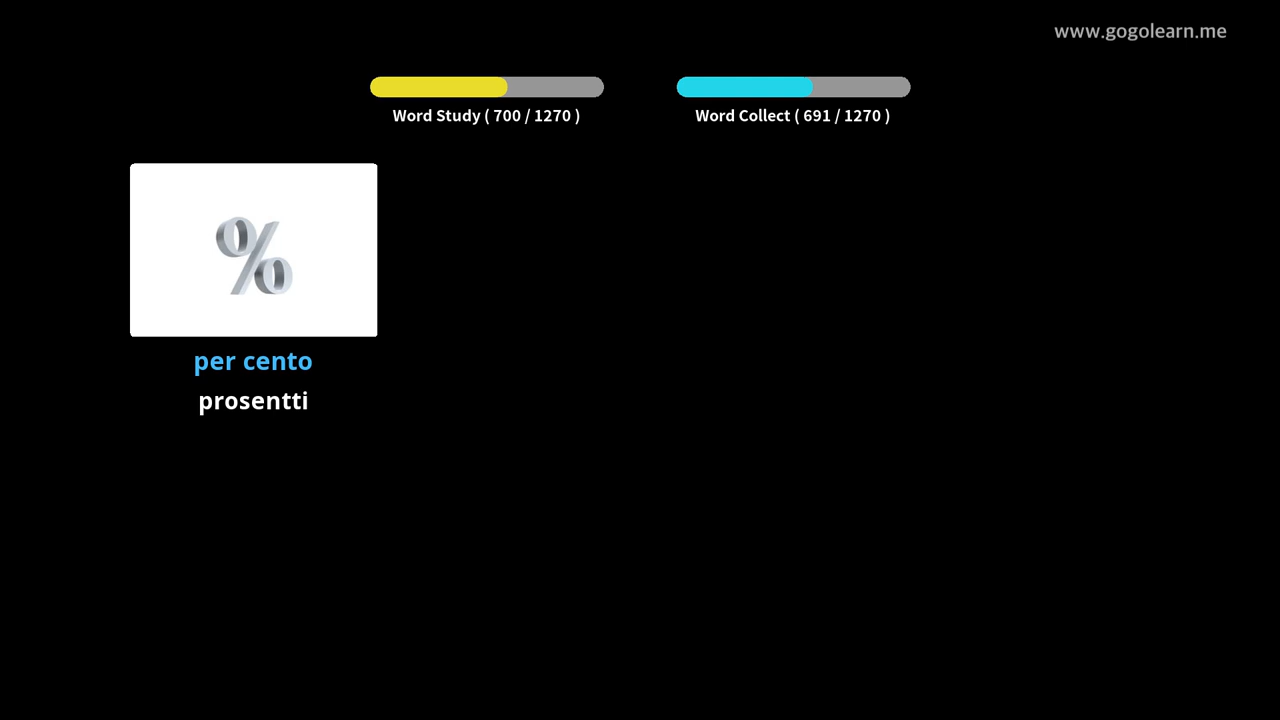 www.gogolearn.me
Word Study ( 700 / 1270 )
Word Collect ( 691 / 1270 )
%
per cento
prosentti